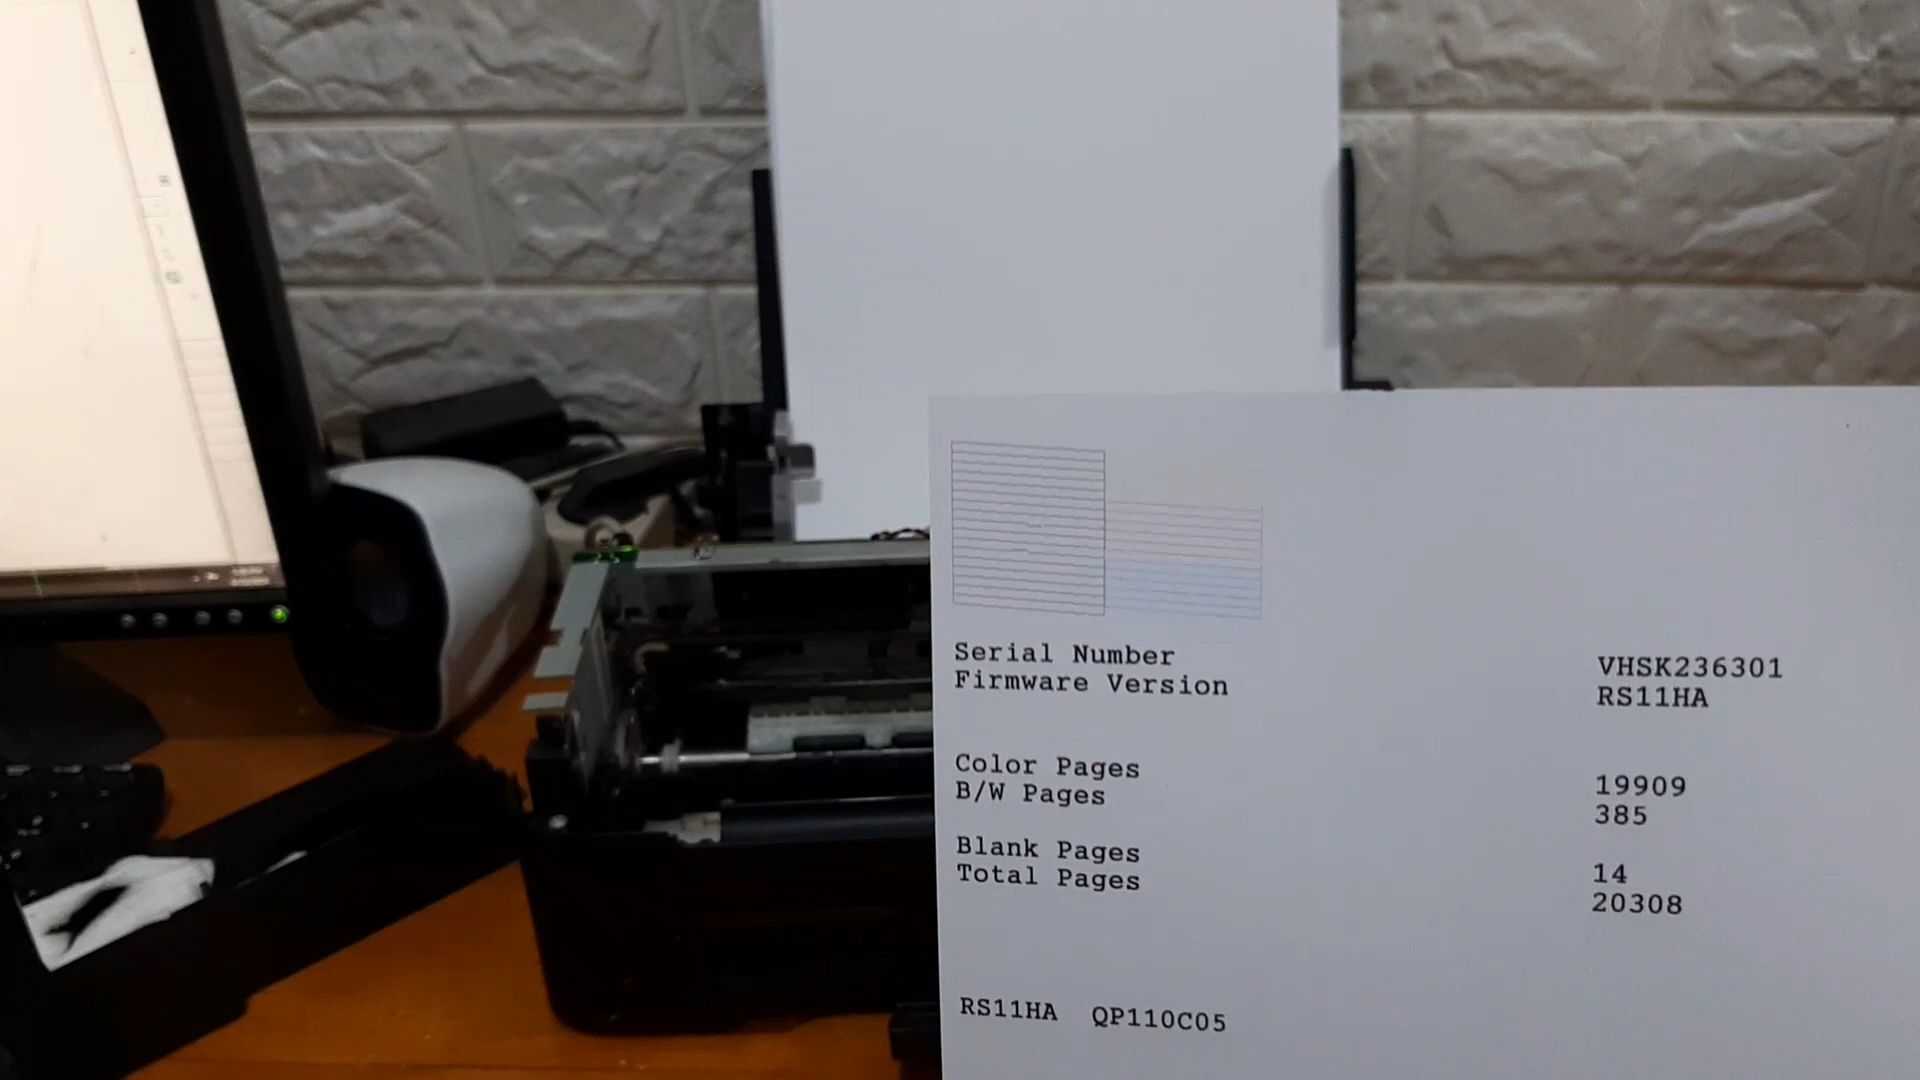 Serial Number VHSK236301
Firmware Version RS11HA
Color Pages 19909
B/W Pages 385
Blank Pages 14
Total Pages 20308
RS11HA QP110C05